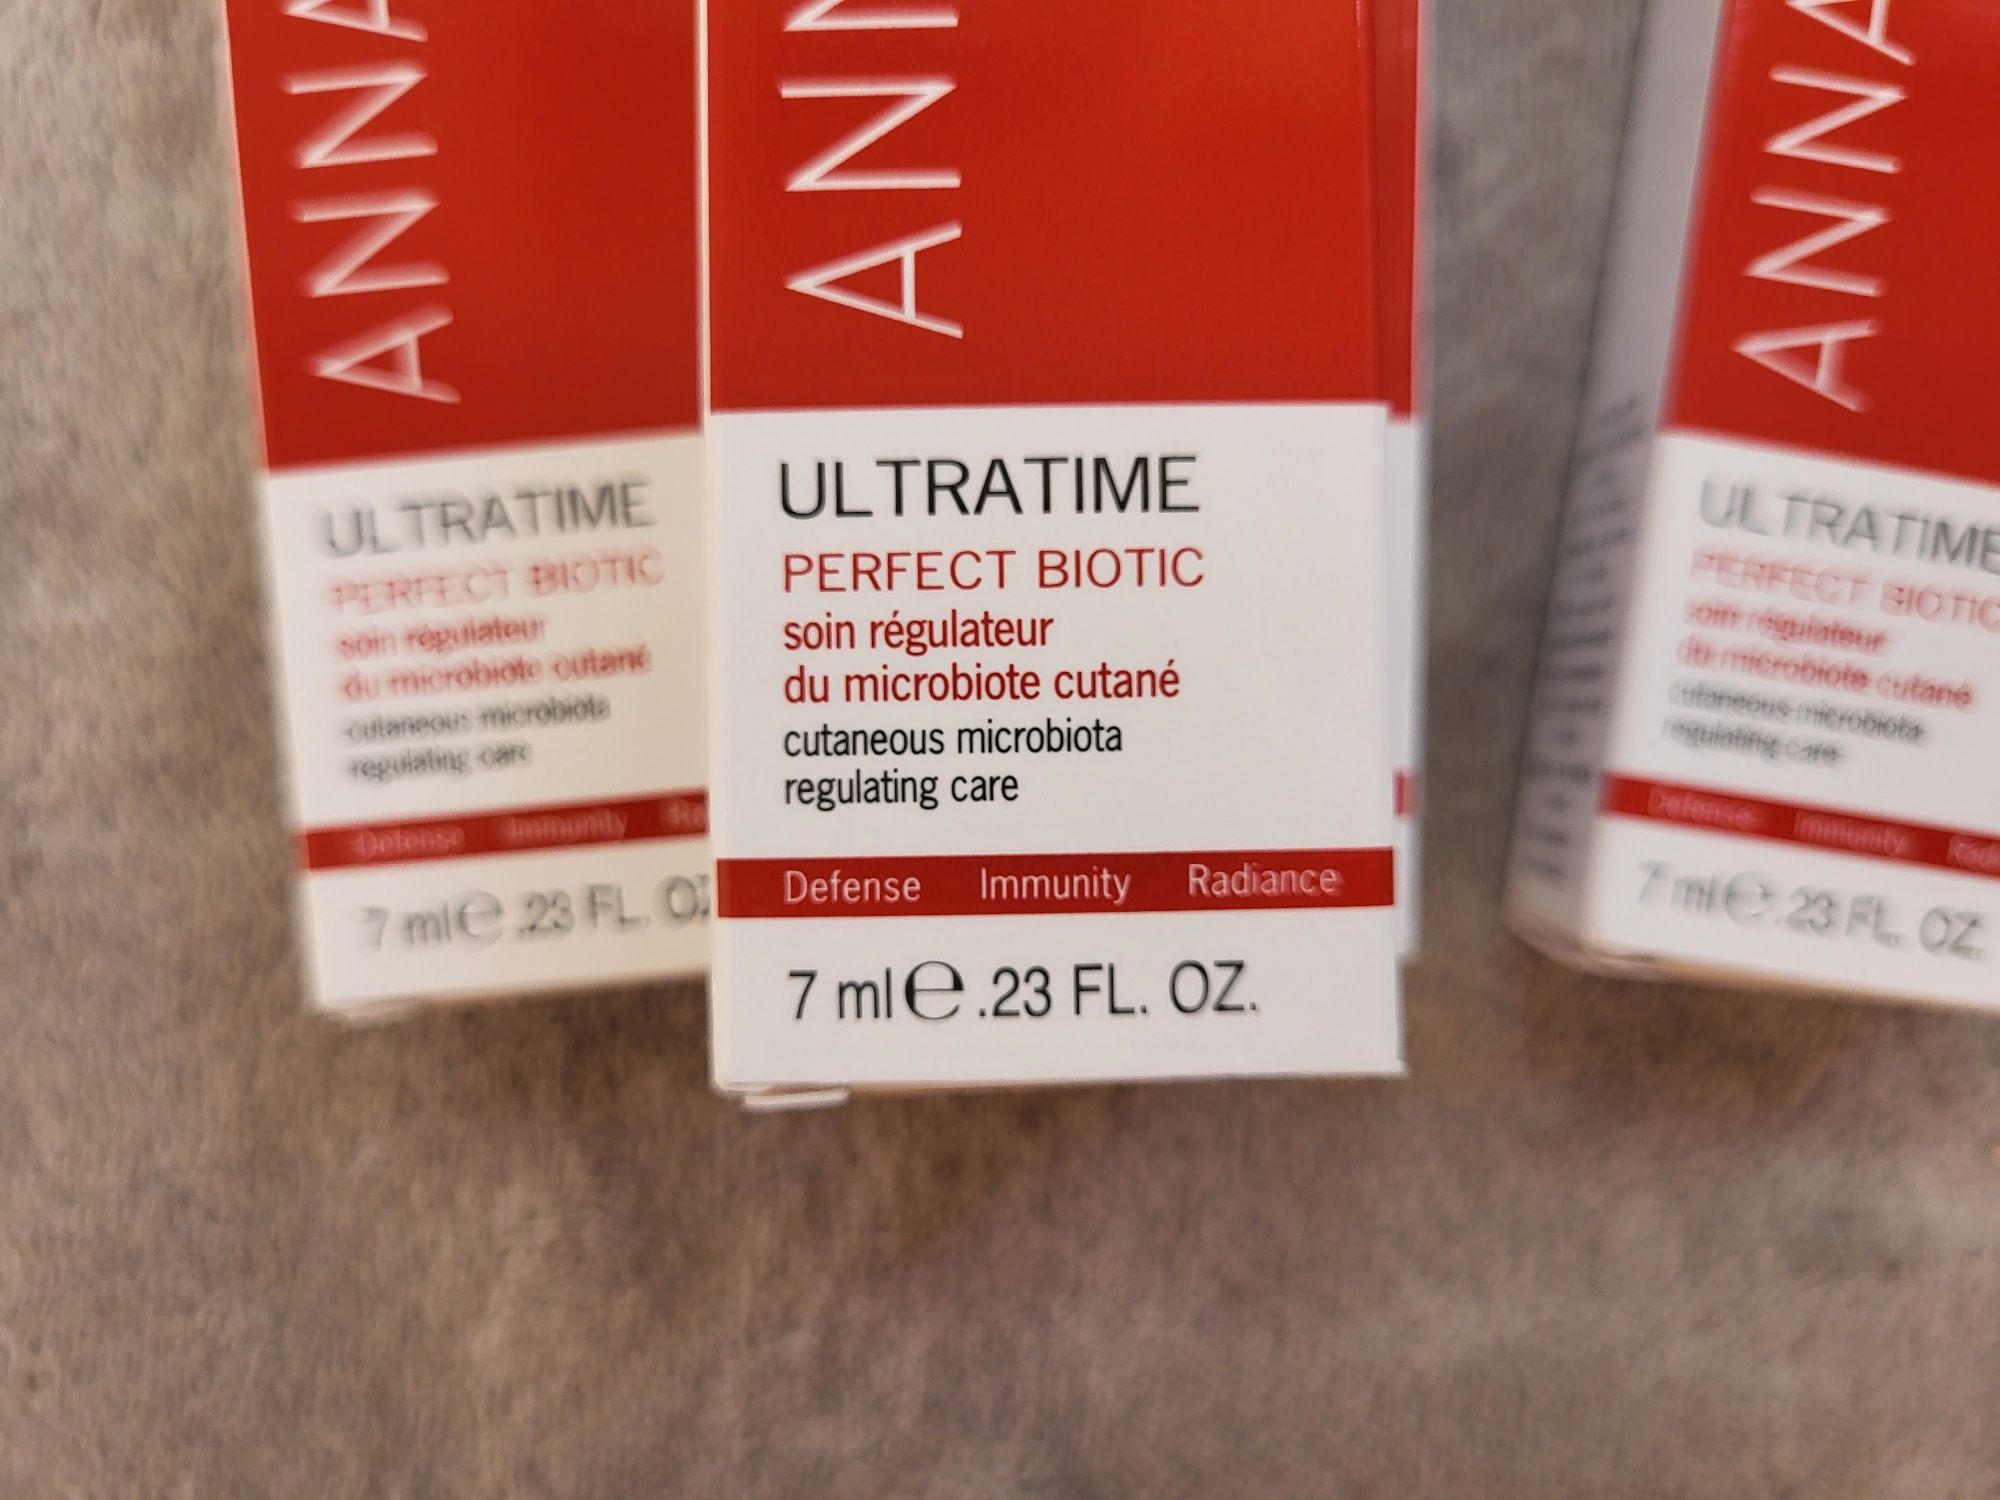 ANNA
ULTRATIME
PERFECT BIOTIC
soin régulateur
du microbiote cutané
cutaneous microbiota
regulating care
Defense Immunity
7 ml ℮ .23 FL. OZ.
ANN
ULTRATIME
PERFECT BIOTIC
soin régulateur
du microbiote cutané
cutaneous microbiota
regulating care
Defense Immunity Radiance
7 ml ℮ .23 FL. OZ.
ANNA
ULTRATIME
PERFECT BIOTIC
soin régulateur
du microbiote cutané
cutaneous microbiota
regulating care
Defense Immunity
7 ml ℮ .23 FL. OZ.